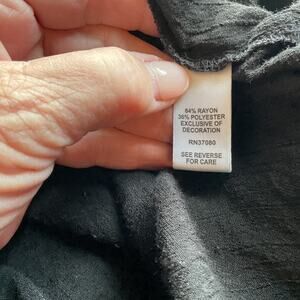 64% RAYON
36% POLYESTER
EXCLUSIVE OF
DECORATION
RN37080
SEE REVERSE
FOR CARE